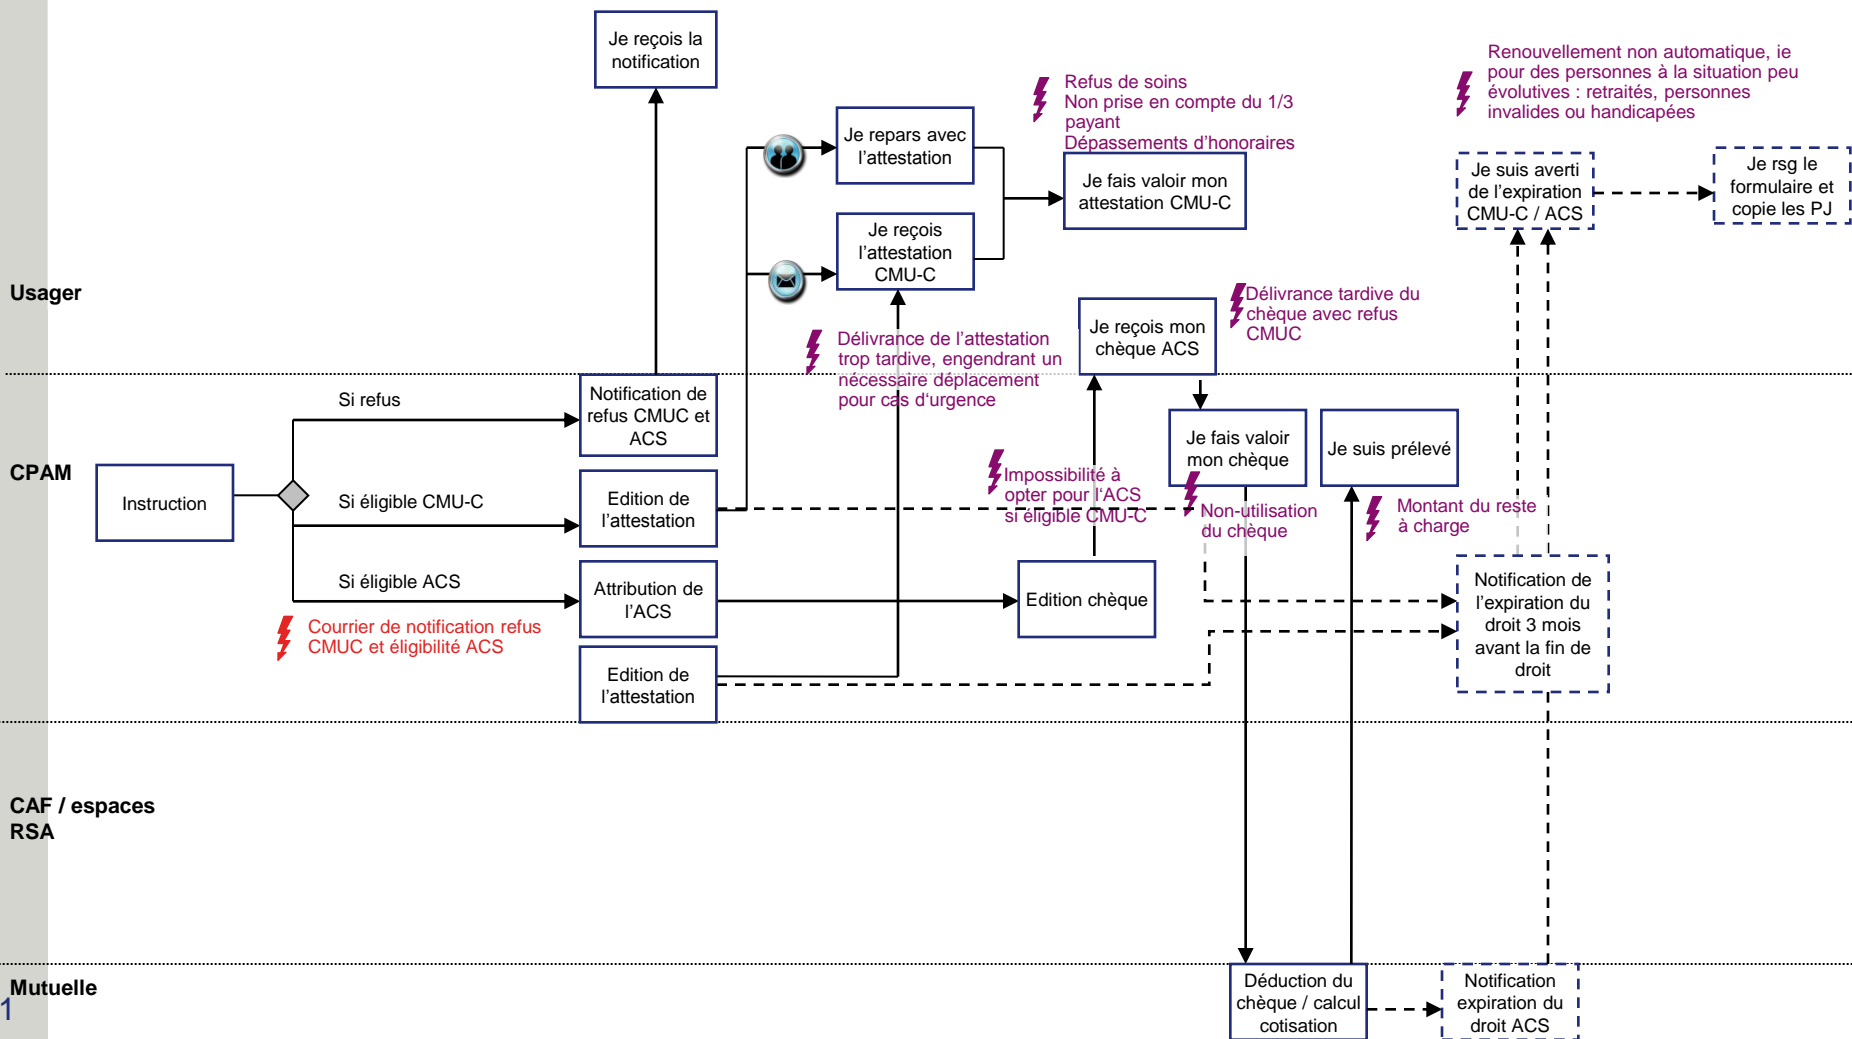 Je reçois la
notification
Renouvellement non automatique, ie
pour des personnes à la situation peu
évolutives : retraités, personnes
invalides ou handicapées
Refus de soins
Non prise en compte du 1/3
payant
Dépassements d'honoraires
Je repars avec
l'attestation
Je fais valoir mon
attestation CMU-C
Je suis averti
de l'expiration
CMU-C / ACS
Je rsg le
formulaire et
copie les PJ
Je reçois
l'attestation
CMU-C
Usager
Délivrance de l'attestation
trop tardive, engendrant un
nécessaire déplacement
pour cas d'urgence
Je reçois mon
chèque ACS
Délivrance tardive du
chèque avec refus
CMUC
Si refus
Notification de
refus CMUC et
ACS
Je fais valoir
mon chèque
Je suis prélevé
CPAM
Instruction
Si éligible CMU-C
Edition de
l'attestation
Impossibilité à
opter pour l'ACS
si éligible CMU-C
Non-utilisation
du chèque
Montant du reste
à charge
Si éligible ACS
Attribution de
l'ACS
Edition chèque
Notification de
l'expiration du
droit 3 mois
avant la fin de
droit
Courrier de notification refus
CMUC et éligibilité ACS
Edition de
l'attestation
CAF / espaces
RSA
Mutuelle
1
Déduction du
chèque / calcul
cotisation
Notification
expiration du
droit ACS